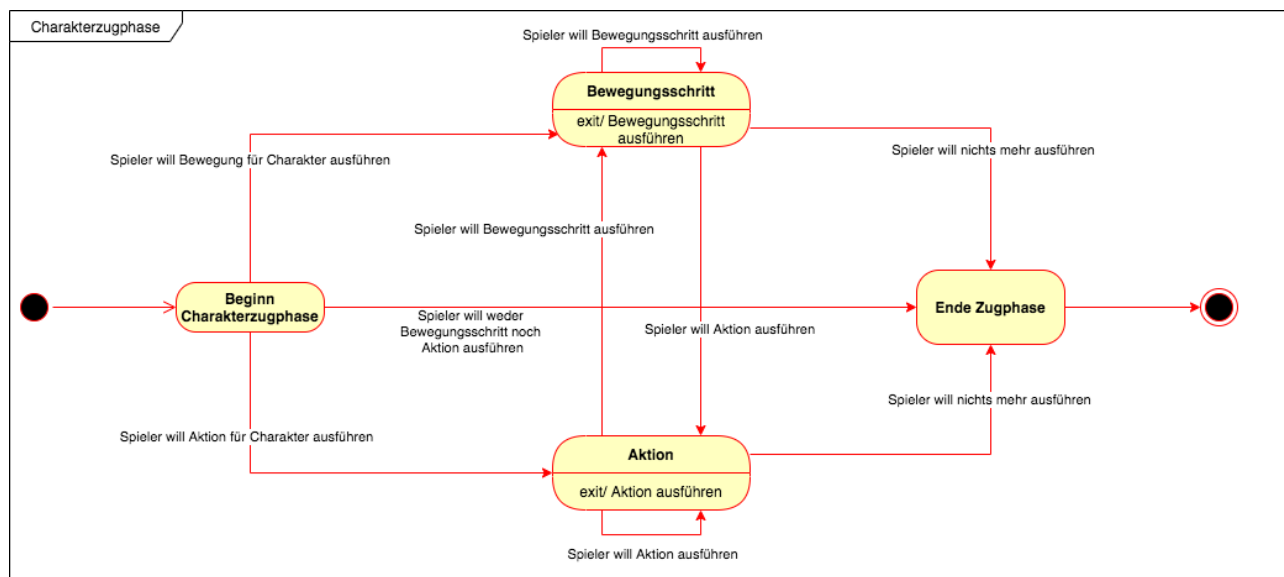 Charakterzugphase
Spieler will Bewegungsschritt ausführen
Bewegungsschritt
exit/ Bewegungsschritt
ausführen
Spieler will Bewegung für Charakter ausführen
Spieler will nichts mehr ausführen
Spieler will Bewegungsschritt ausführen
Beginn
Charakterzugphase
Spieler will weder
Bewegungsschritt noch
Aktion ausführen
Spieler will Aktion ausführen
Ende Zugphase
Spieler will nichts mehr ausführen
Spieler will Aktion für Charakter ausführen
Aktion
exit/ Aktion ausführen
Spieler will Aktion ausführen